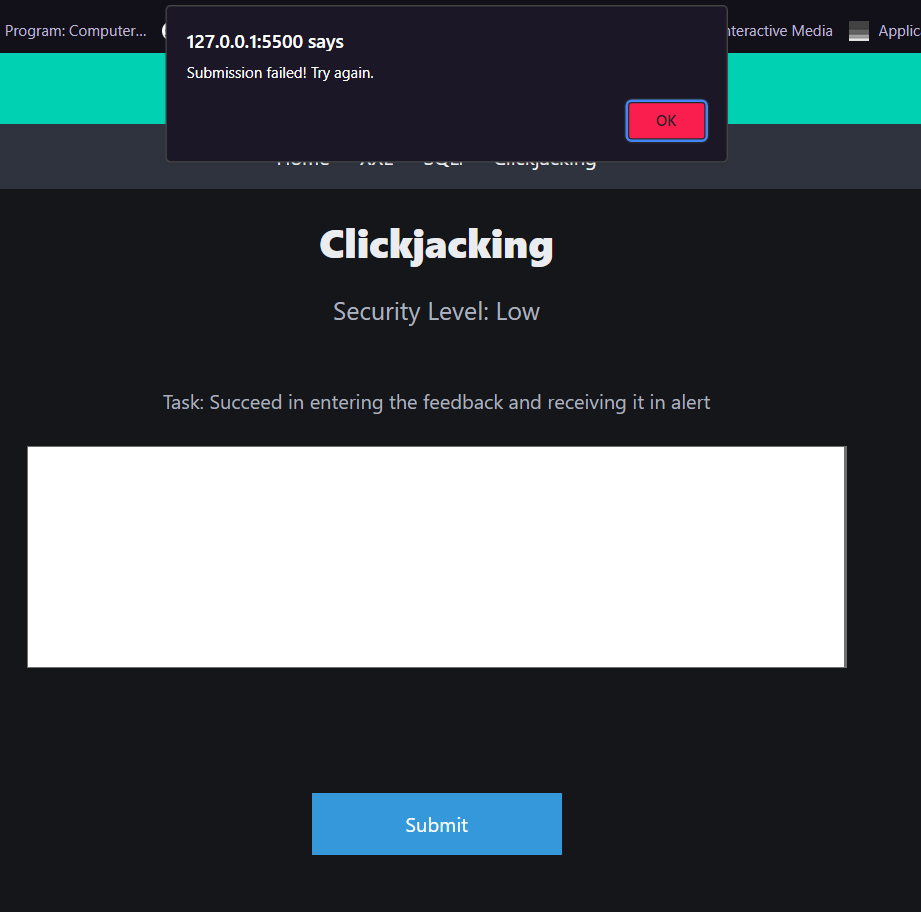 Program: Computer...
nteractive Media
Applic
127.0.0.1:5500 says
Submission failed! Try again.
OK
Home XXE SQLi Clickjacking
Clickjacking
Security Level: Low
Task: Succeed in entering the feedback and receiving it in alert
Submit